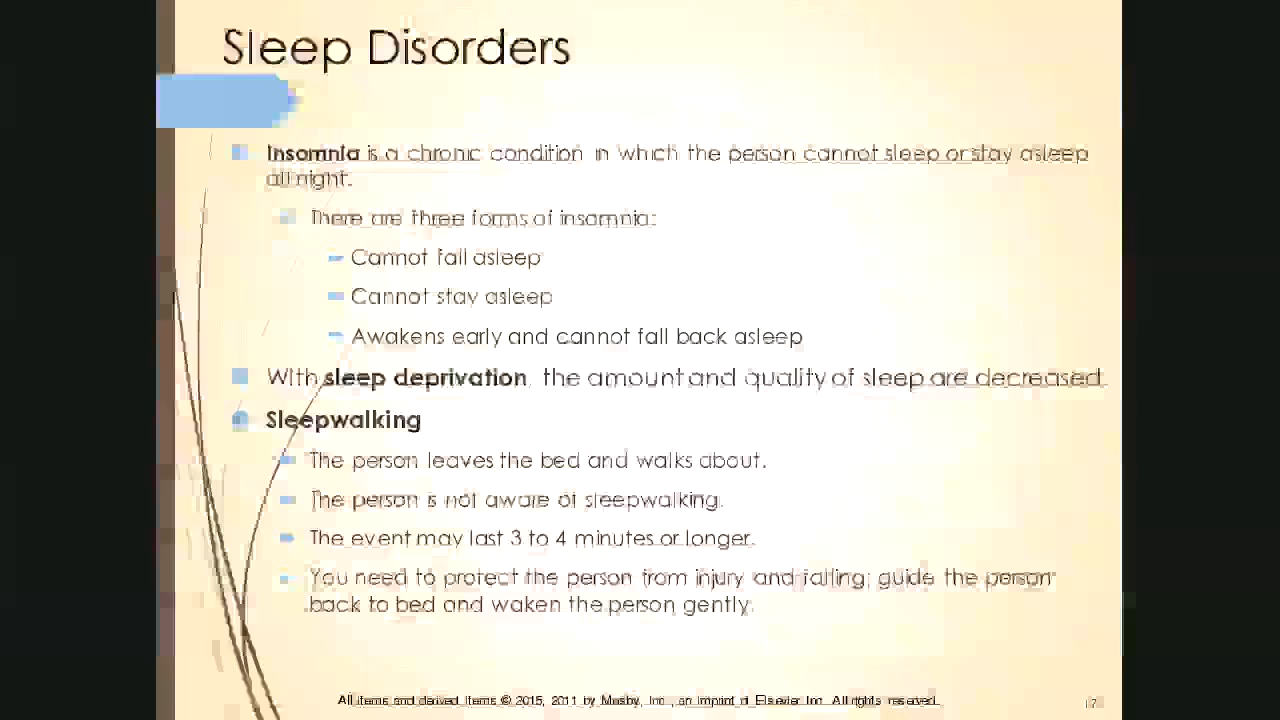 Sleep Disorders
Insomnia is a chronic condition in which the person cannot sleep or stay asleep
all night.
There are three forms of insomnia:
Cannot fall asleep
Cannot stay asleep
Awakens early and cannot fall back asleep
With sleep deprivation, the amount and quality of sleep are decreased.
Sleepwalking
The person leaves the bed and walks about.
The person is not aware of sleepwalking.
The event may last 3 to 4 minutes or longer.
You need to protect the person from injury and falling; guide the person
back to bed and waken the person gently.
All items and derived items © 2015, 2011 by Mosby, Inc., an imprint of Elsevier Inc. All rights reserved.